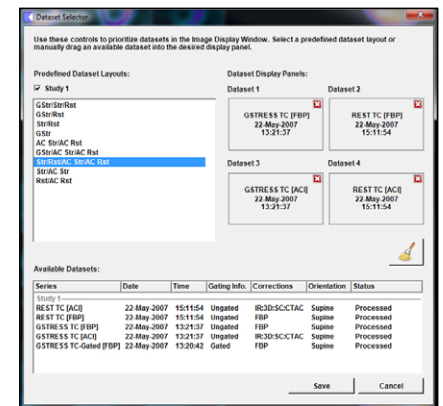 Dataset Selector
Use these controls to prioritize datasets in the Image Display Window. Select a predefined dataset layout or
manually drag an available dataset into the desired display panel.
Predefined Dataset Layouts:
Study 1
GStr/Str/Rst
GStr/Rst
Str/Rst
GStr
AC Str/AC Rst
GStr/AC Str/AC Rst
Str/Rst/AC Str/AC Rst
Str/AC Str
Rst/AC Rst
Dataset Display Panels:
Dataset 1
GSTRESS TC [FBP]
22-May-2007
13:21:37
Dataset 2
REST TC [FBP]
22-May-2007
15:11:54
Dataset 3
GSTRESS TC [ACI]
22-May-2007
13:21:37
Dataset 4
REST TC [ACI]
22-May-2007
15:11:54
Available Datasets:
Series Date Time Gating Info. Corrections Orientation Status
Study 1
REST TC [ACI] 22-May-2007 15:11:54 Ungated IR:3D:SC:CTAC Supine Processed
REST TC [FBP] 22-May-2007 15:11:54 Ungated FBP Supine Processed
GSTRESS TC [FBP] 22-May-2007 13:21:37 Ungated FBP Supine Processed
GSTRESS TC [ACI] 22-May-2007 13:21:37 Ungated IR:3D:SC:CTAC Supine Processed
GSTRESS TC-Gated [FBP] 22-May-2007 13:20:42 Gated FBP Supine Processed
Save Cancel